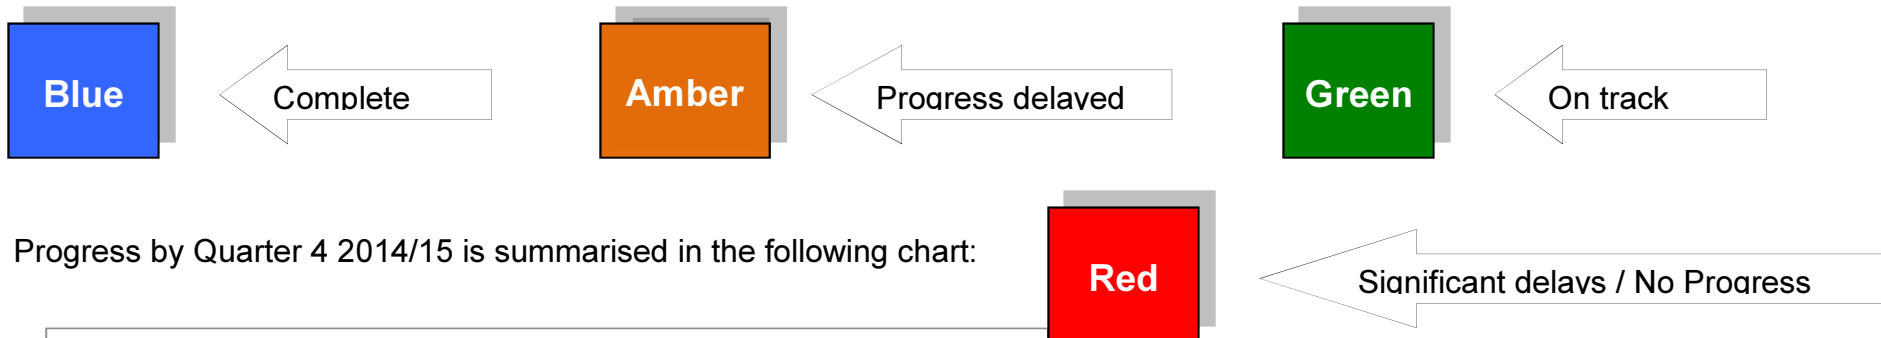 Blue
Complete
Amber
Progress delayed
Green
On track
Progress by Quarter 4 2014/15 is summarised in the following chart:
Red
Significant delays / No Progress